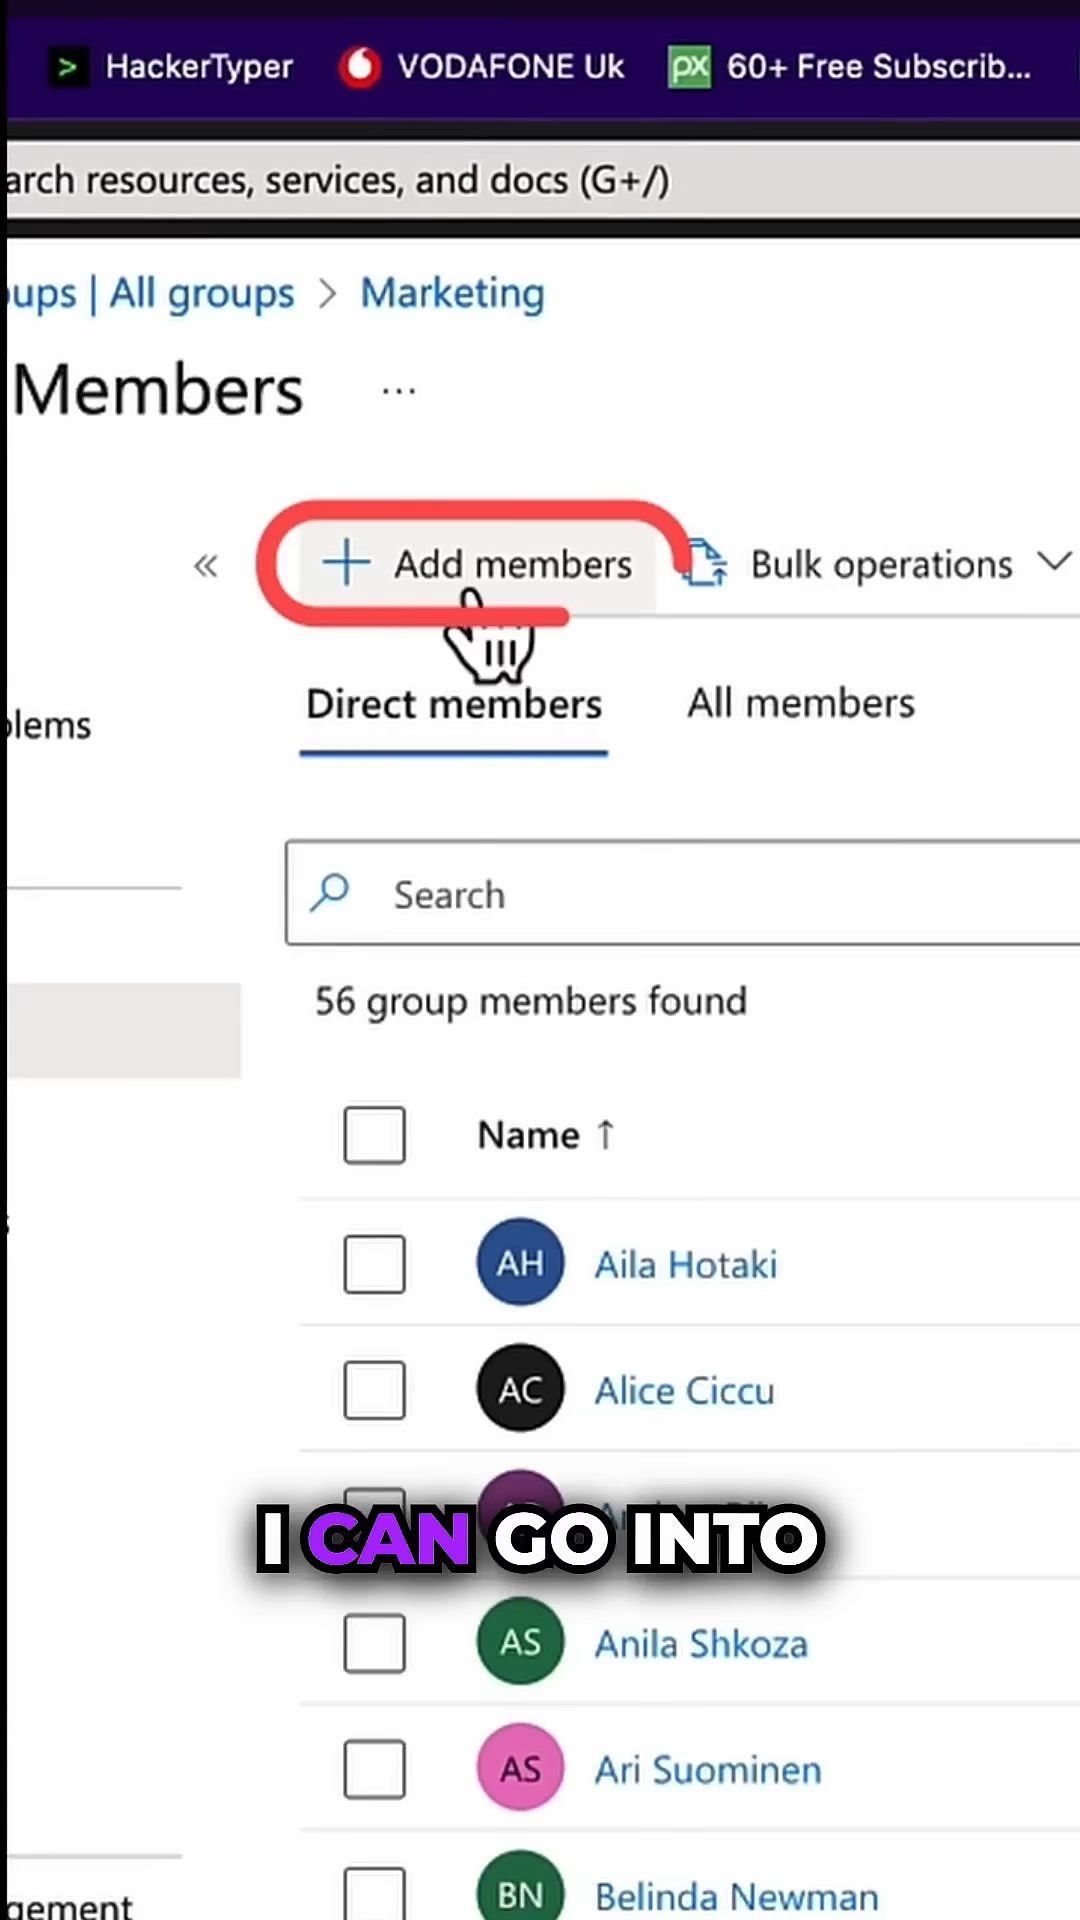 > HackerTyper VODAFONE Uk px 60+ Free Subscrib...
arch resources, services, and docs (G+/)
ups | All groups > Marketing
Members ...
« + Add members Bulk operations
Direct members All members
olems
Search
56 group members found
Name ↑
AH Aila Hotaki
AC Alice Ciccu
I CAN GO INTO
AS Anila Shkoza
AS Ari Suominen
BN Belinda Newman
gement